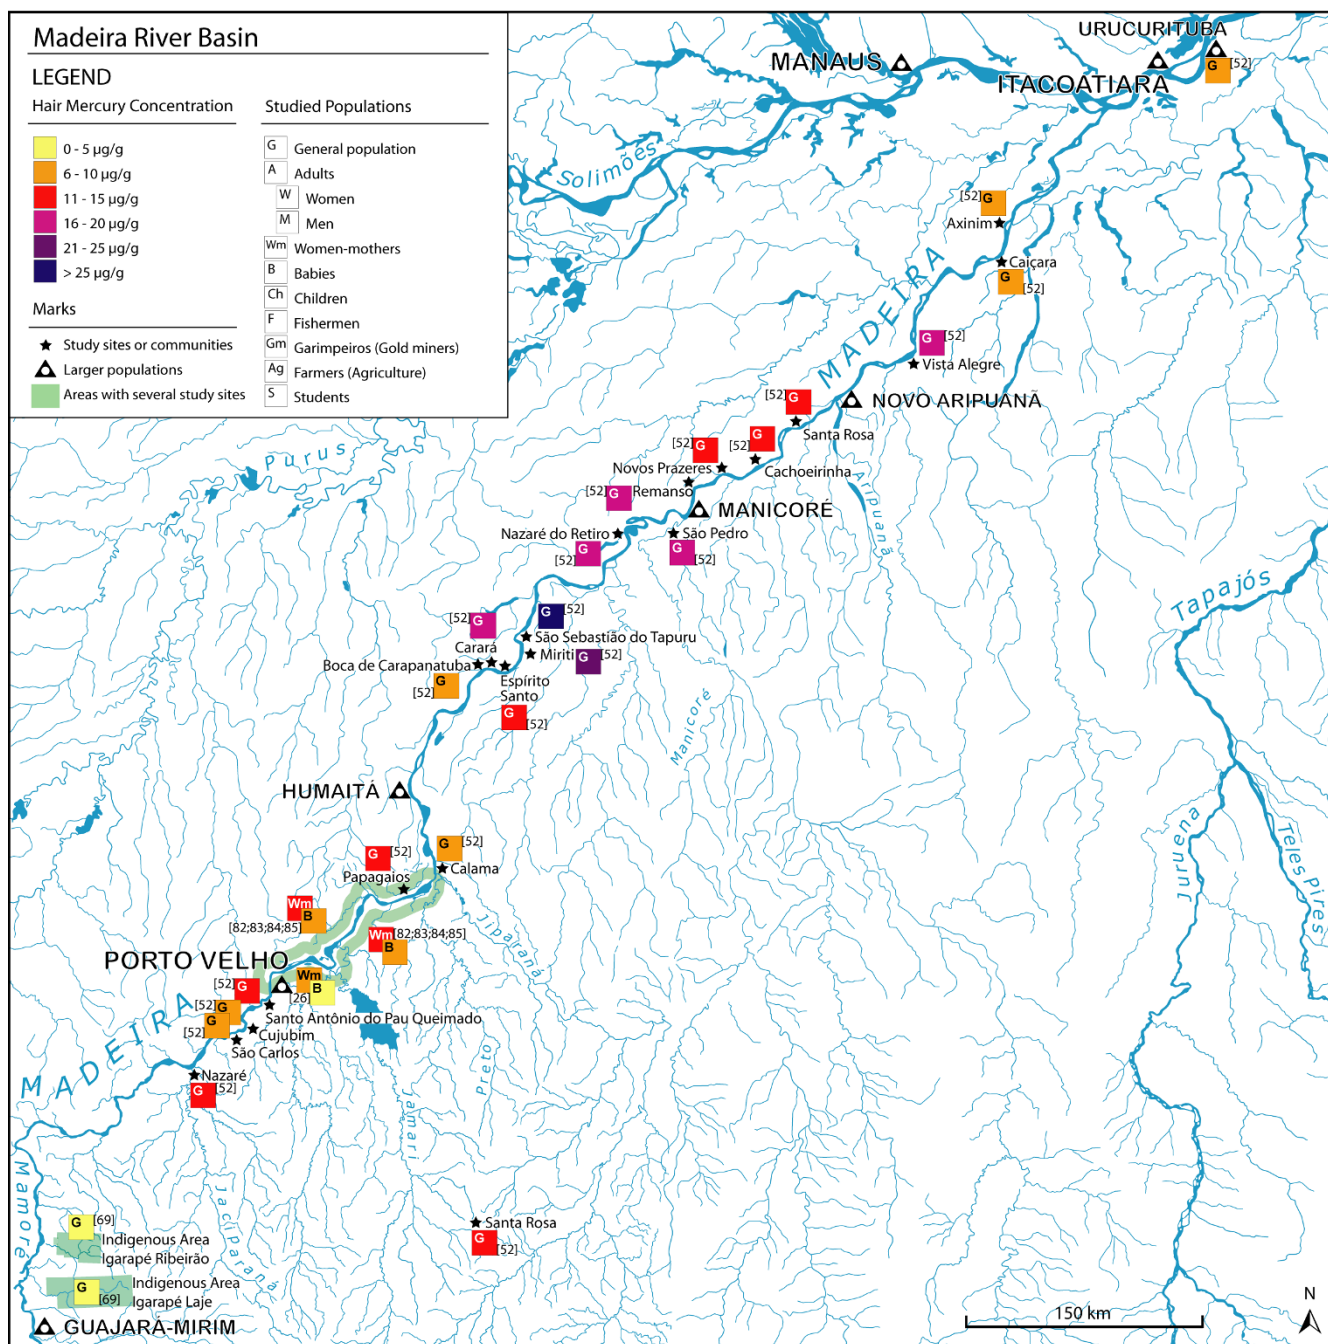 Madeira River Basin
LEGEND
Hair Mercury Concentration
0 - 5 µg/g
6 - 10 µg/g
11 - 15 µg/g
16 - 20 µg/g
21 - 25 µg/g
> 25 µg/g
Marks
Study sites or communities
Larger populations
Areas with several study sites
Studied Populations
G General population
A Adults
W Women
M Men
Wm Women-mothers
B Babies
Ch Children
F Fishermen
Gm Garimpeiros (Gold miners)
Ag Farmers (Agriculture)
S Students
URUCURITUBA
MANAUS
G [52]
ITACOATIARA
Solimões
[52] G
Axinim
MADEIRA
Caiçara
G [52]
G [52]
Vista Alegre
NOVO ARIPUANÃ
[52] G
Santa Rosa
[52] G
[52] G
Cachoeirinha
Novos Prazeres
Purus
Remanso
[52] G
MANICORÉ
Aripuanã
Nazaré do Retiro
São Pedro
[52] G
G [52]
Tapajós
[52] G
G [52]
São Sebastião do Tapuru
Carará
Miriti G [52]
Boca de Carapanatuba
Espírito
Santo
[52] G
G [52]
Manicoré
HUMAITÁ
Juruena
Teles Pires
G [52]
G [52]
Calama
Papagaios
Wm
B
[82;83;84;85]
Wm [82;83;84;85]
B
Jiparaná
PORTO VELHO
Wm
B
[26]
[52] G
Santo Antônio do Pau Queimado
[52] G
[52] G
Cujubim
São Carlos
MADEIRA
Nazaré
G [52]
Preto
Jamari
Mamoré
Jaciparaná
G [69]
Indigenous Area
Igarapé Ribeirão
Santa Rosa
G [52]
Indigenous Area
Igarapé Laje
G [69]
GUAJARÁ-MIRIM
150 km
N